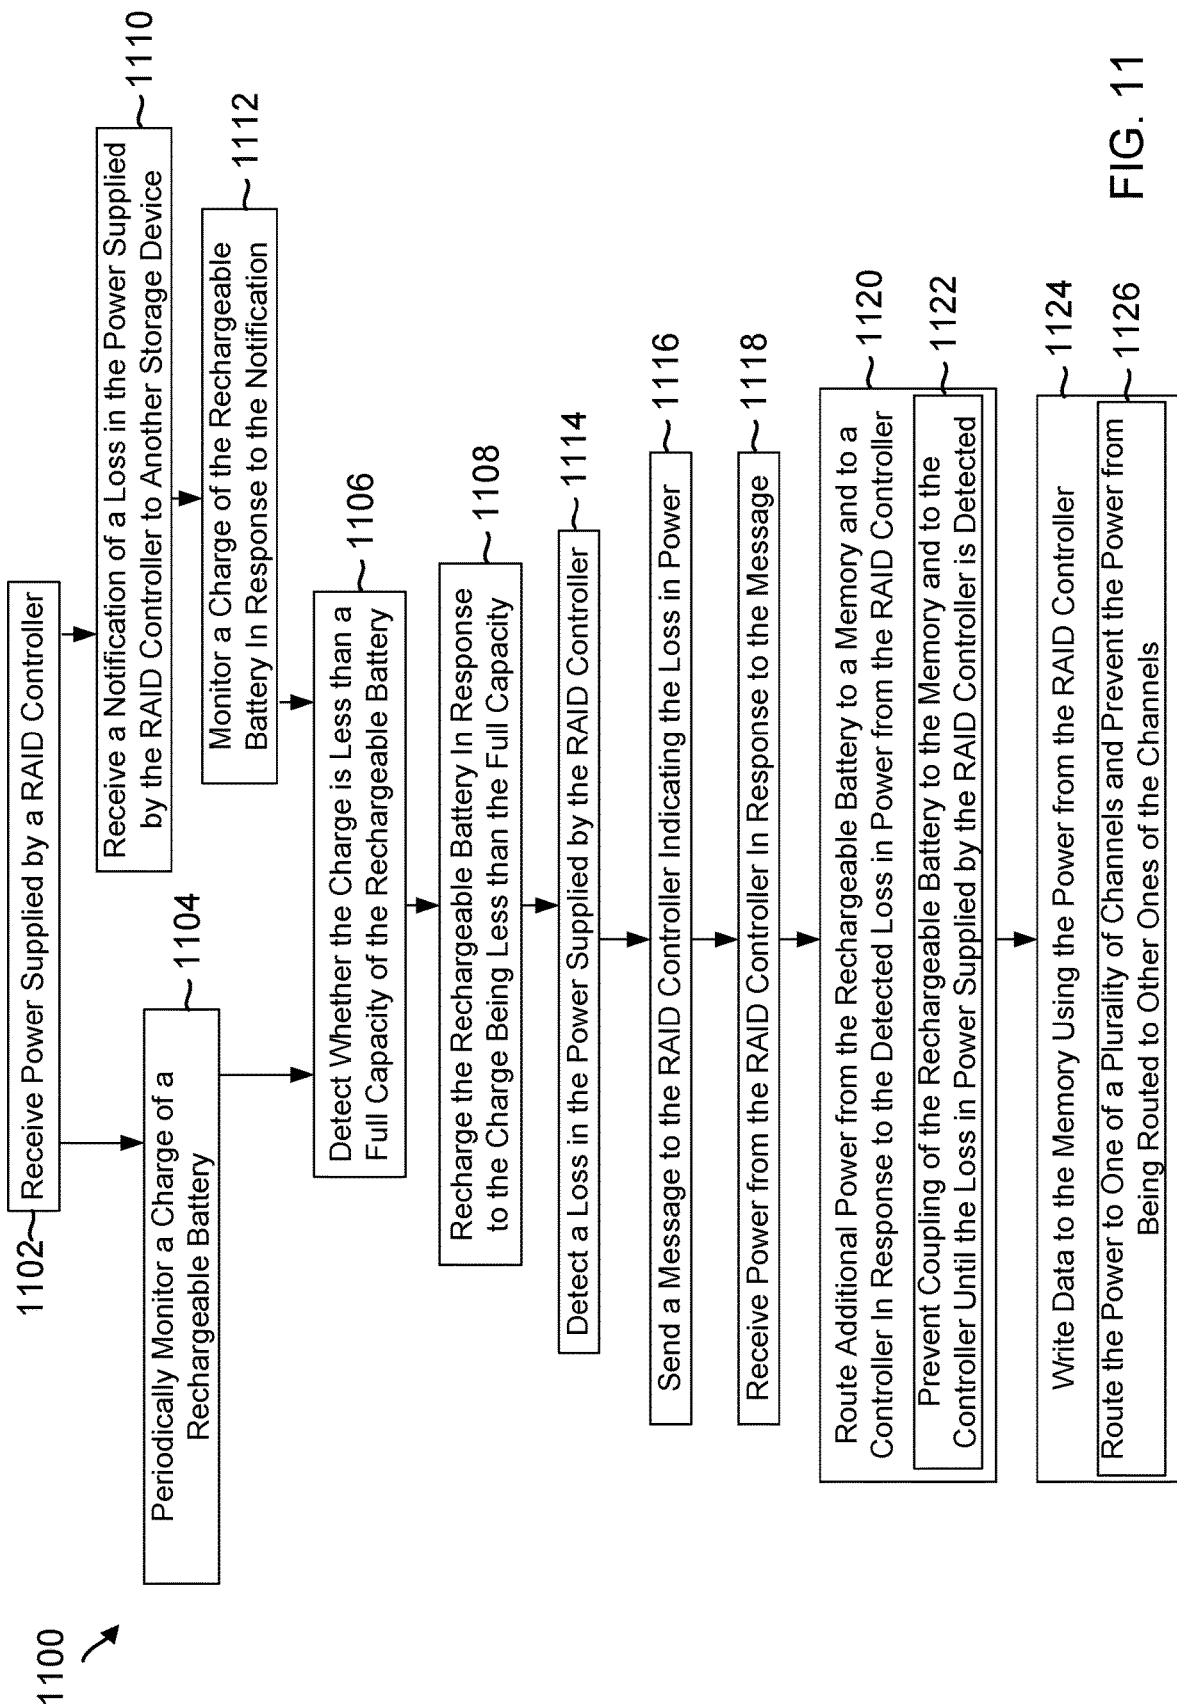 1100
1102
Receive Power Supplied by a RAID Controller
Periodically Monitor a Charge of a
Rechargeable Battery
1104
Receive a Notification of a Loss in the Power Supplied
by the RAID Controller to Another Storage Device
1110
Monitor a Charge of the Rechargeable
Battery In Response to the Notification
1112
Detect Whether the Charge is Less than a
Full Capacity of the Rechargeable Battery
1106
Recharge the Rechargeable Battery In Response
to the Charge Being Less than the Full Capacity
1108
Detect a Loss in the Power Supplied by the RAID Controller
1114
Send a Message to the RAID Controller Indicating the Loss in Power
1116
Receive Power from the RAID Controller In Response to the Message
1118
Route Additional Power from the Rechargeable Battery to a Memory and to a
Controller In Response to the Detected Loss in Power from the RAID Controller
1120
Prevent Coupling of the Rechargeable Battery to the Memory and to the
Controller Until the Loss in Power Supplied by the RAID Controller is Detected
1122
Write Data to the Memory Using the Power from the RAID Controller
1124
Route the Power to One of a Plurality of Channels and Prevent the Power from
Being Routed to Other Ones of the Channels
1126
FIG. 11